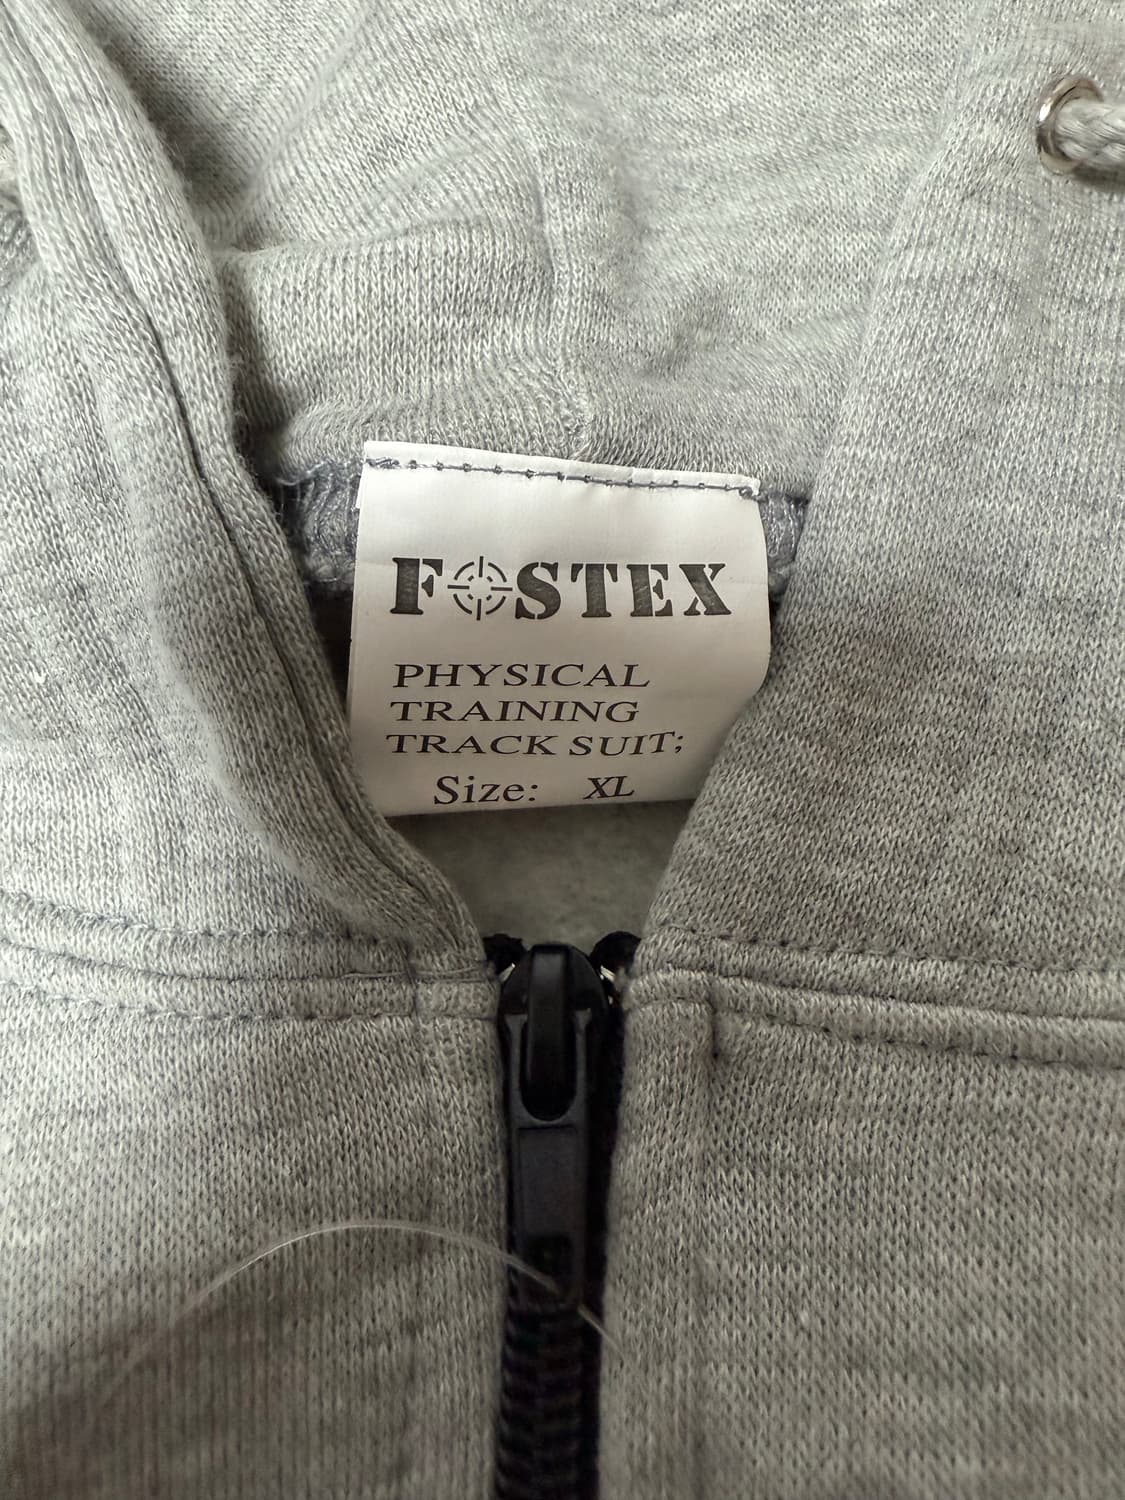 FOSTEX
PHYSICAL
TRAINING
TRACK SUIT;
Size: XL